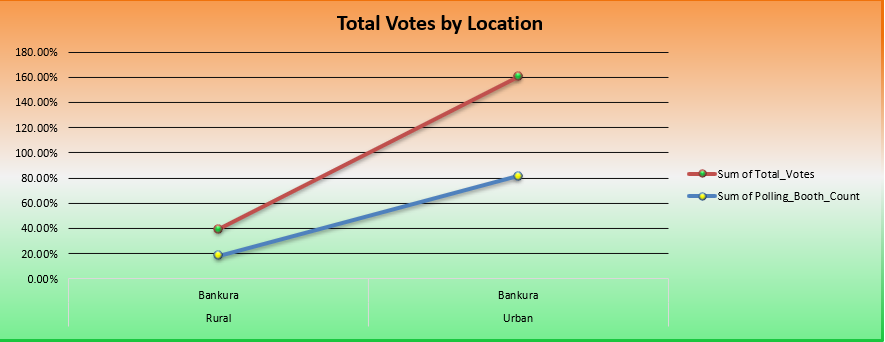 Total Votes by Location
180.00%
160.00%
140.00%
120.00%
100.00%
80.00%
60.00%
40.00%
20.00%
0.00%
Bankura Bankura
Rural Urban
Sum of Total_Votes
Sum of Polling_Booth_Count